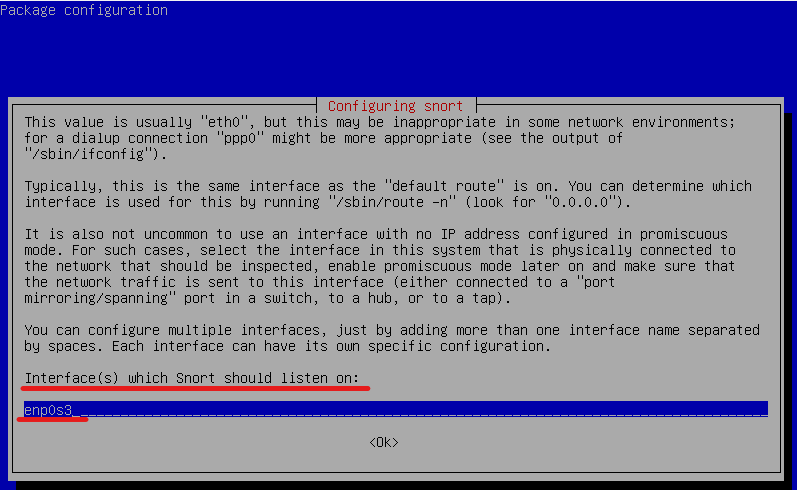 Package configuration
Configuring snort
This value is usually "eth0", but this may be inappropriate in some network environments;
for a dialup connection "ppp0" might be more appropriate (see the output of
"/sbin/ifconfig").
Typically, this is the same interface as the "default route" is on. You can determine which
interface is used for this by running "/sbin/route -n" (look for "0.0.0.0").
It is also not uncommon to use an interface with no IP address configured in promiscuous
mode. For such cases, select the interface in this system that is physically connected to
the network that should be inspected, enable promiscuous mode later on and make sure that
the network traffic is sent to this interface (either connected to a "port
mirroring/spanning" port in a switch, to a hub, or to a tap).
You can configure multiple interfaces, just by adding more than one interface name separated
by spaces. Each interface can have its own specific configuration.
Interface(s) which Snort should listen on:
enp0s3
<Ok>